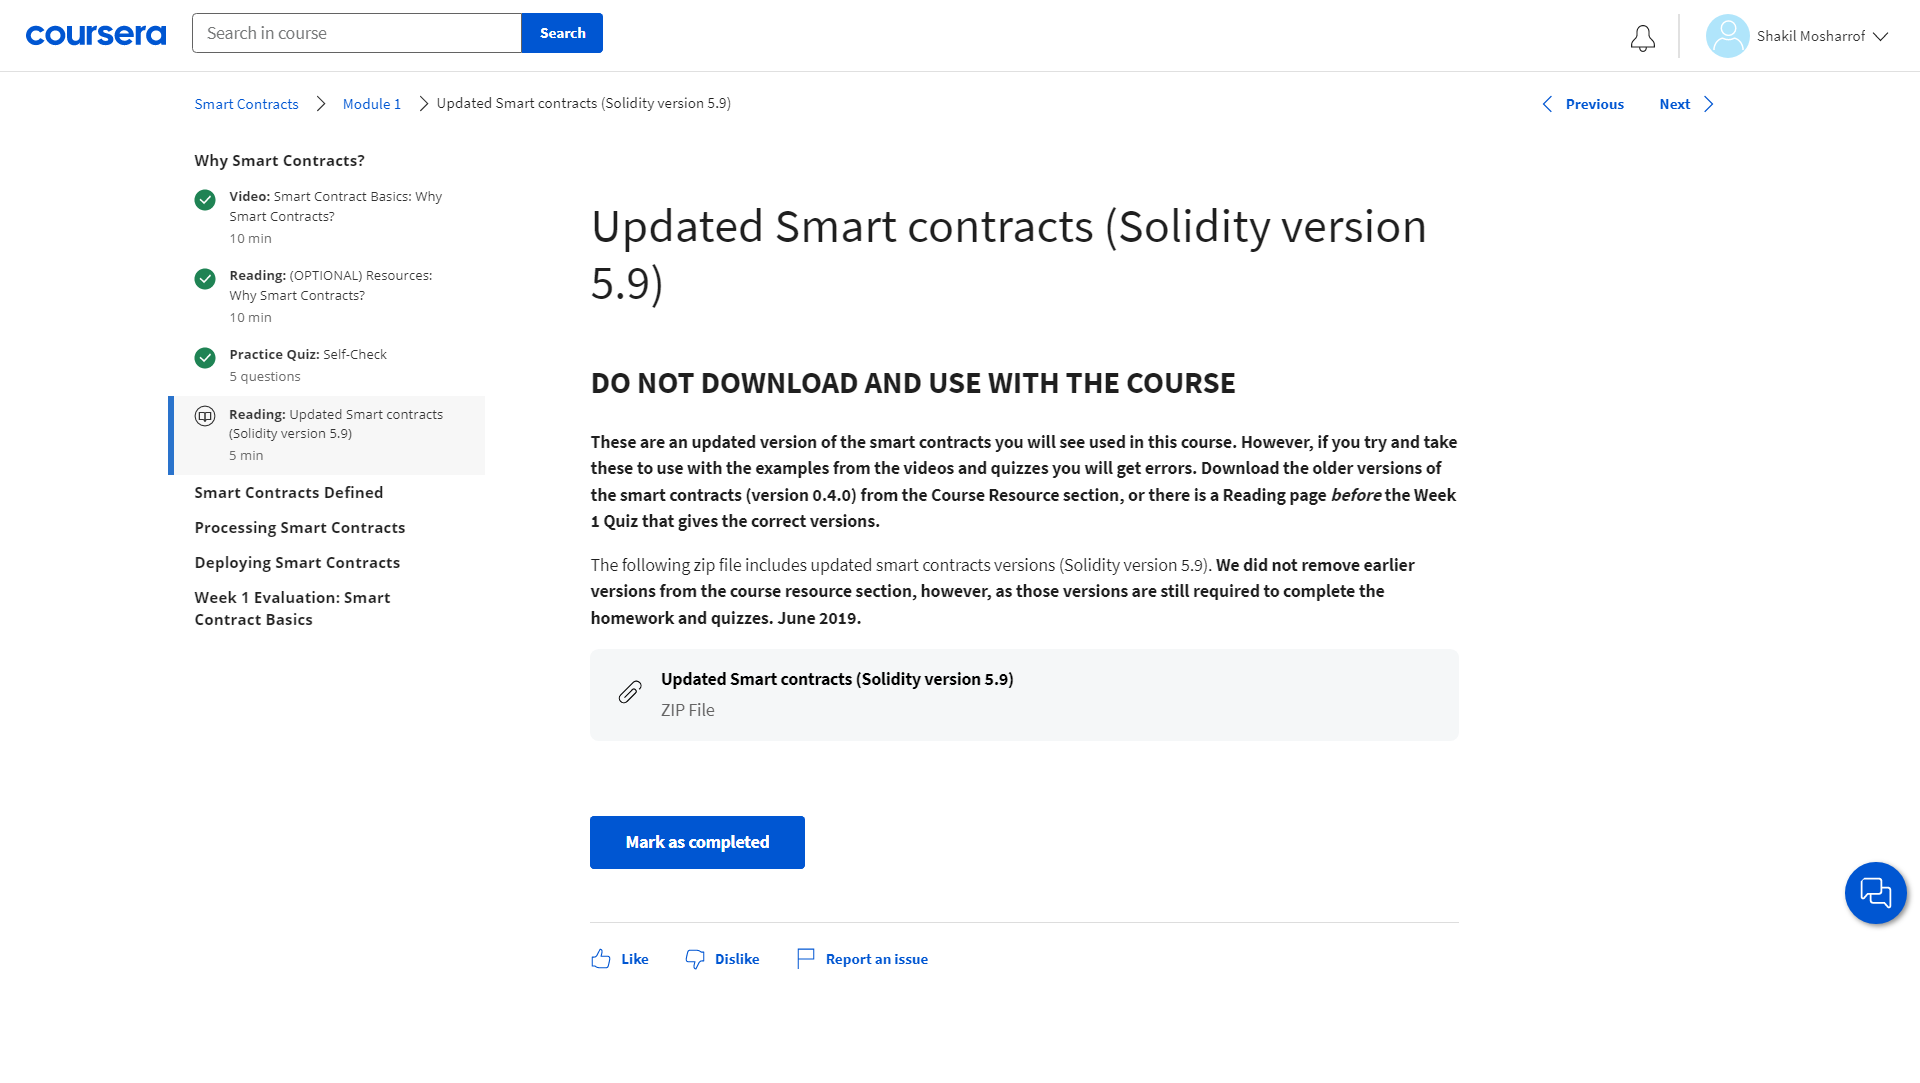 coursera
Search in course
Search
Shakil Mosharrof
Smart Contracts
Module 1
Updated Smart contracts (Solidity version 5.9)
Previous
Next
Why Smart Contracts?
Video: Smart Contract Basics: Why
Smart Contracts?
10 min
Reading: (OPTIONAL) Resources:
Why Smart Contracts?
10 min
Practice Quiz: Self-Check
5 questions
Reading: Updated Smart contracts
(Solidity version 5.9)
5 min
Smart Contracts Defined
Processing Smart Contracts
Deploying Smart Contracts
Week 1 Evaluation: Smart
Contract Basics
Updated Smart contracts (Solidity version
5.9)
DO NOT DOWNLOAD AND USE WITH THE COURSE
These are an updated version of the smart contracts you will see used in this course. However, if you try and take
these to use with the examples from the videos and quizzes you will get errors. Download the older versions of
the smart contracts (version 0.4.0) from the Course Resource section, or there is a Reading page before the Week
1 Quiz that gives the correct versions.
The following zip file includes updated smart contracts versions (Solidity version 5.9). We did not remove earlier
versions from the course resource section, however, as those versions are still required to complete the
homework and quizzes. June 2019.
Updated Smart contracts (Solidity version 5.9)
ZIP File
Mark as completed
Like
Dislike
Report an issue